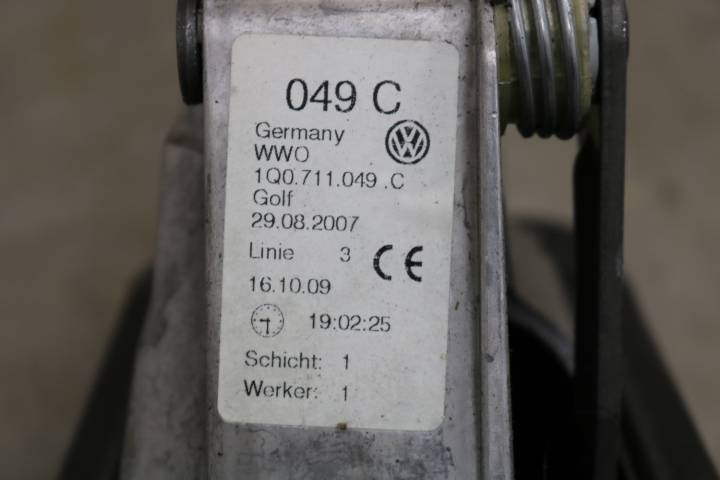 049 C
Germany
WWO
1Q0.711.049 .C
Golf
29.08.2007
Linie 3 CE
16.10.09
19:02:25
Schicht: 1
Werker: 1